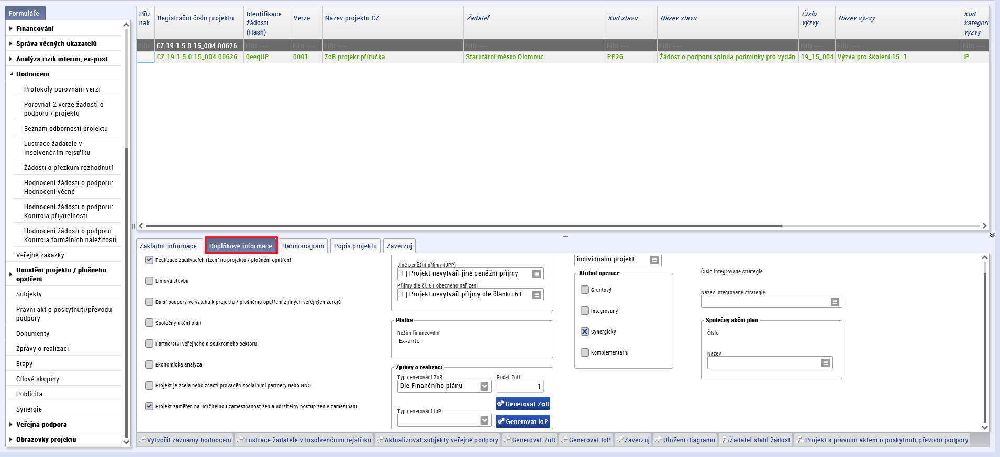 Formuláře
Financování
Správa věcných ukazatelů
Analýza rizik interim, ex-post
Hodnocení
Protokoly porovnání verzí
Porovnat 2 verze žádosti o
podporu / projektu
Seznam odborností projektu
Lustrace žadatele v
Insolvenčním rejstříku
Žádosti o přezkum rozhodnutí
Hodnocení žádosti o podporu:
Hodnocení věcné
Hodnocení žádosti o podporu:
Kontrola přijatelnosti
Hodnocení žádosti o podporu:
Kontrola formálních náležitostí
Veřejné zakázky
Umístění projektu / plošného
opatření
Subjekty
Právní akt o poskytnutí/převodu
podpory
Dokumenty
Zprávy o realizaci
Etapy
Cílové skupiny
Publicita
Synergie
Veřejná podpora
Obrazovky projektu
Příz
nak
Registrační číslo projektu
Identifikace
žádosti
(Hash)
Verze
Název projektu CZ
Žadatel
Kód stavu
Název stavu
Číslo
výzvy
Název výzvy
Kód
kategori
výzvy
Filtr CZ.19.1.5.0.15_004.00626 Filtr --- Filtr --- Filtr --- Filtr --- Filtr --- Filtr --- Filtr --- Filtr --- Filtr ---
CZ.19.1.5.0.15_004.00626 0eeqUP 0001 ZoR projekt příručka Statutární město Olomouc PP26 Žádost o podporu splnila podmínky pro vydání 19_15_004 Výzva pro školení 15. 1. IP
Základní informace Doplňkové informace Harmonogram Popis projektu Zaverzuj
Realizace zadávacích řízení na projektu / plošném opatření
Liniová stavba
Další podpory ve vztahu k projektu / plošnému opatření z jiných veřejných zdrojů
Společný akční plán
Partnerství veřejného a soukromého sektoru
Ekonomická analýza
Projekt je zcela nebo zčásti prováděn sociálními partnery nebo NNO
Projekt zaměřen na udržitelnou zaměstnanost žen a udržitelný postup žen v zaměstnání
Jiné peněžní příjmy (JPP)
1 | Projekt nevytváří jiné peněžní příjmy
Příjmy dle čl. 61 obecného nařízení
1 | Projekt nevytváří příjmy dle článku 61
Platba
Režim financování
Ex-ante
Zprávy o realizaci
Typ generování ZoR
Dle Finančního plánu
Počet ZoU
1
Generovat ZoR
Typ generování IoP
Generovat IoP
individuální projekt
Atribut operace
Grantový
Integrovaný
Synergický
Komplementární
Číslo integrované strategie
Název integrované strategie
Společný akční plán
Číslo
Název
Vytvořit záznamy hodnocení Lustrace žadatele v Insolvenčním rejstříku Aktualizovat subjekty veřejné podpory Generovat ZoR Generovat IoP Zaverzuj Uložení diagramu Žadatel stáhl žádost Projekt s právním aktem o poskytnutí převodu podpory